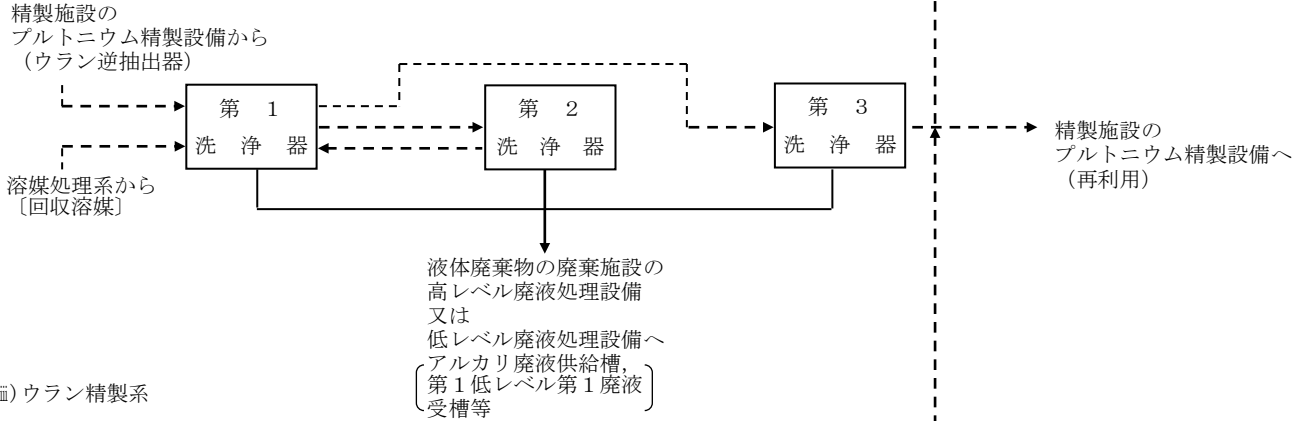 精製施設の
プルトニウム精製設備から
（ウラン逆抽出器）
第　１
洗　浄　器
第　２
洗　浄　器
第　３
洗　浄　器
精製施設の
プルトニウム精製設備へ
（再利用）
溶媒処理系から
〔回収溶媒〕
液体廃棄物の廃棄施設の
高レベル廃液処理設備
又は
低レベル廃液処理設備へ
アルカリ廃液供給槽,
第１低レベル第１廃液
受槽等
ⅲ)ウラン精製系